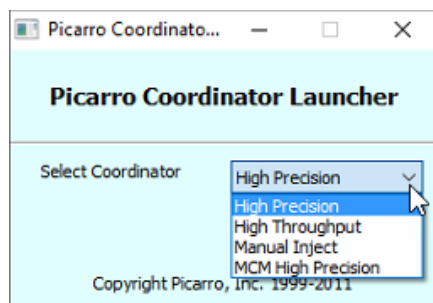 Picarro Coordinato...
Picarro Coordinator Launcher
Select Coordinator
High Precision
High Precision
High Throughput
Manual Inject
MCM High Precision
Copyright Picarro, Inc. 1999-2011